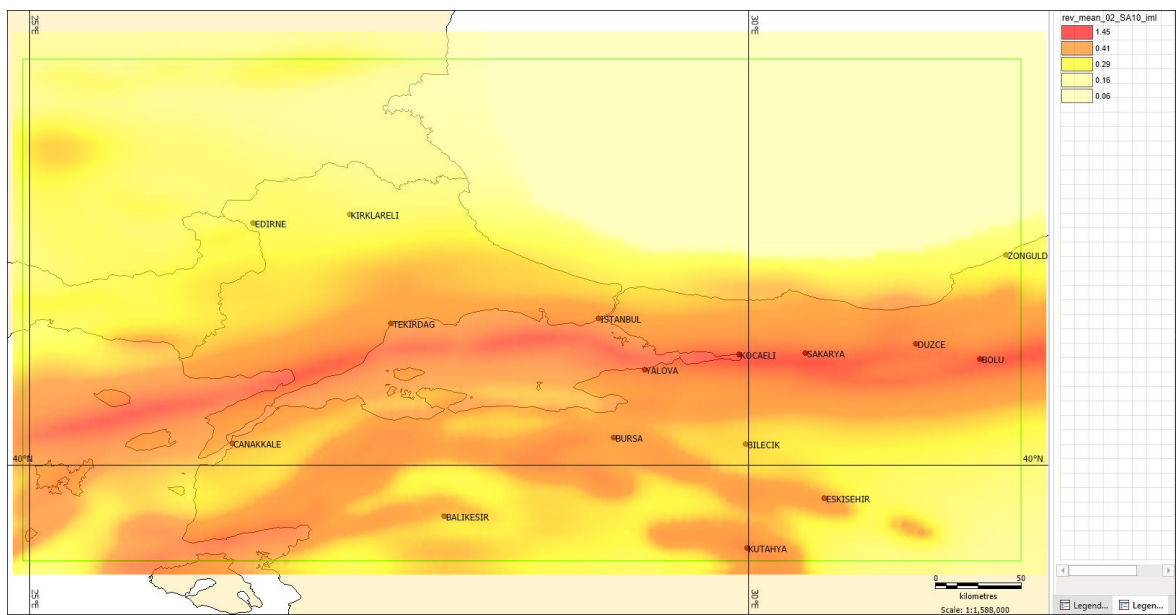 25°E
30°E
rev_mean_02_SA10_iml
1.45
0.41
0.29
0.16
0.06
KIRKLARELI
EDIRNE
ZONGULD
ISTANBUL
TEKIRDAG
DUZCE
KOCAELI
SAKARYA
BOLU
YALOVA
BURSA
CANAKKALE
BILECIK
40°N
40°N
ESKISEHIR
BALIKESIR
KUTAHYA
0
50
kilometres
25°E
30°E
Scale: 1:1,588,000
Legend...
Legen...